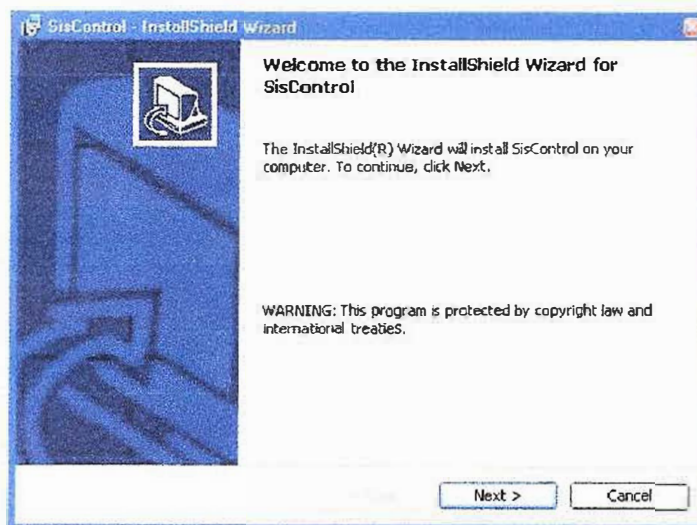 SisControl - InstallShield Wizard
Welcome to the InstallShield Wizard for
SisControl
The InstallShield(R) Wizard will install SisControl on your
computer. To continue, click Next.
WARNING: This program is protected by copyright law and
international treaties.
Next >
Cancel